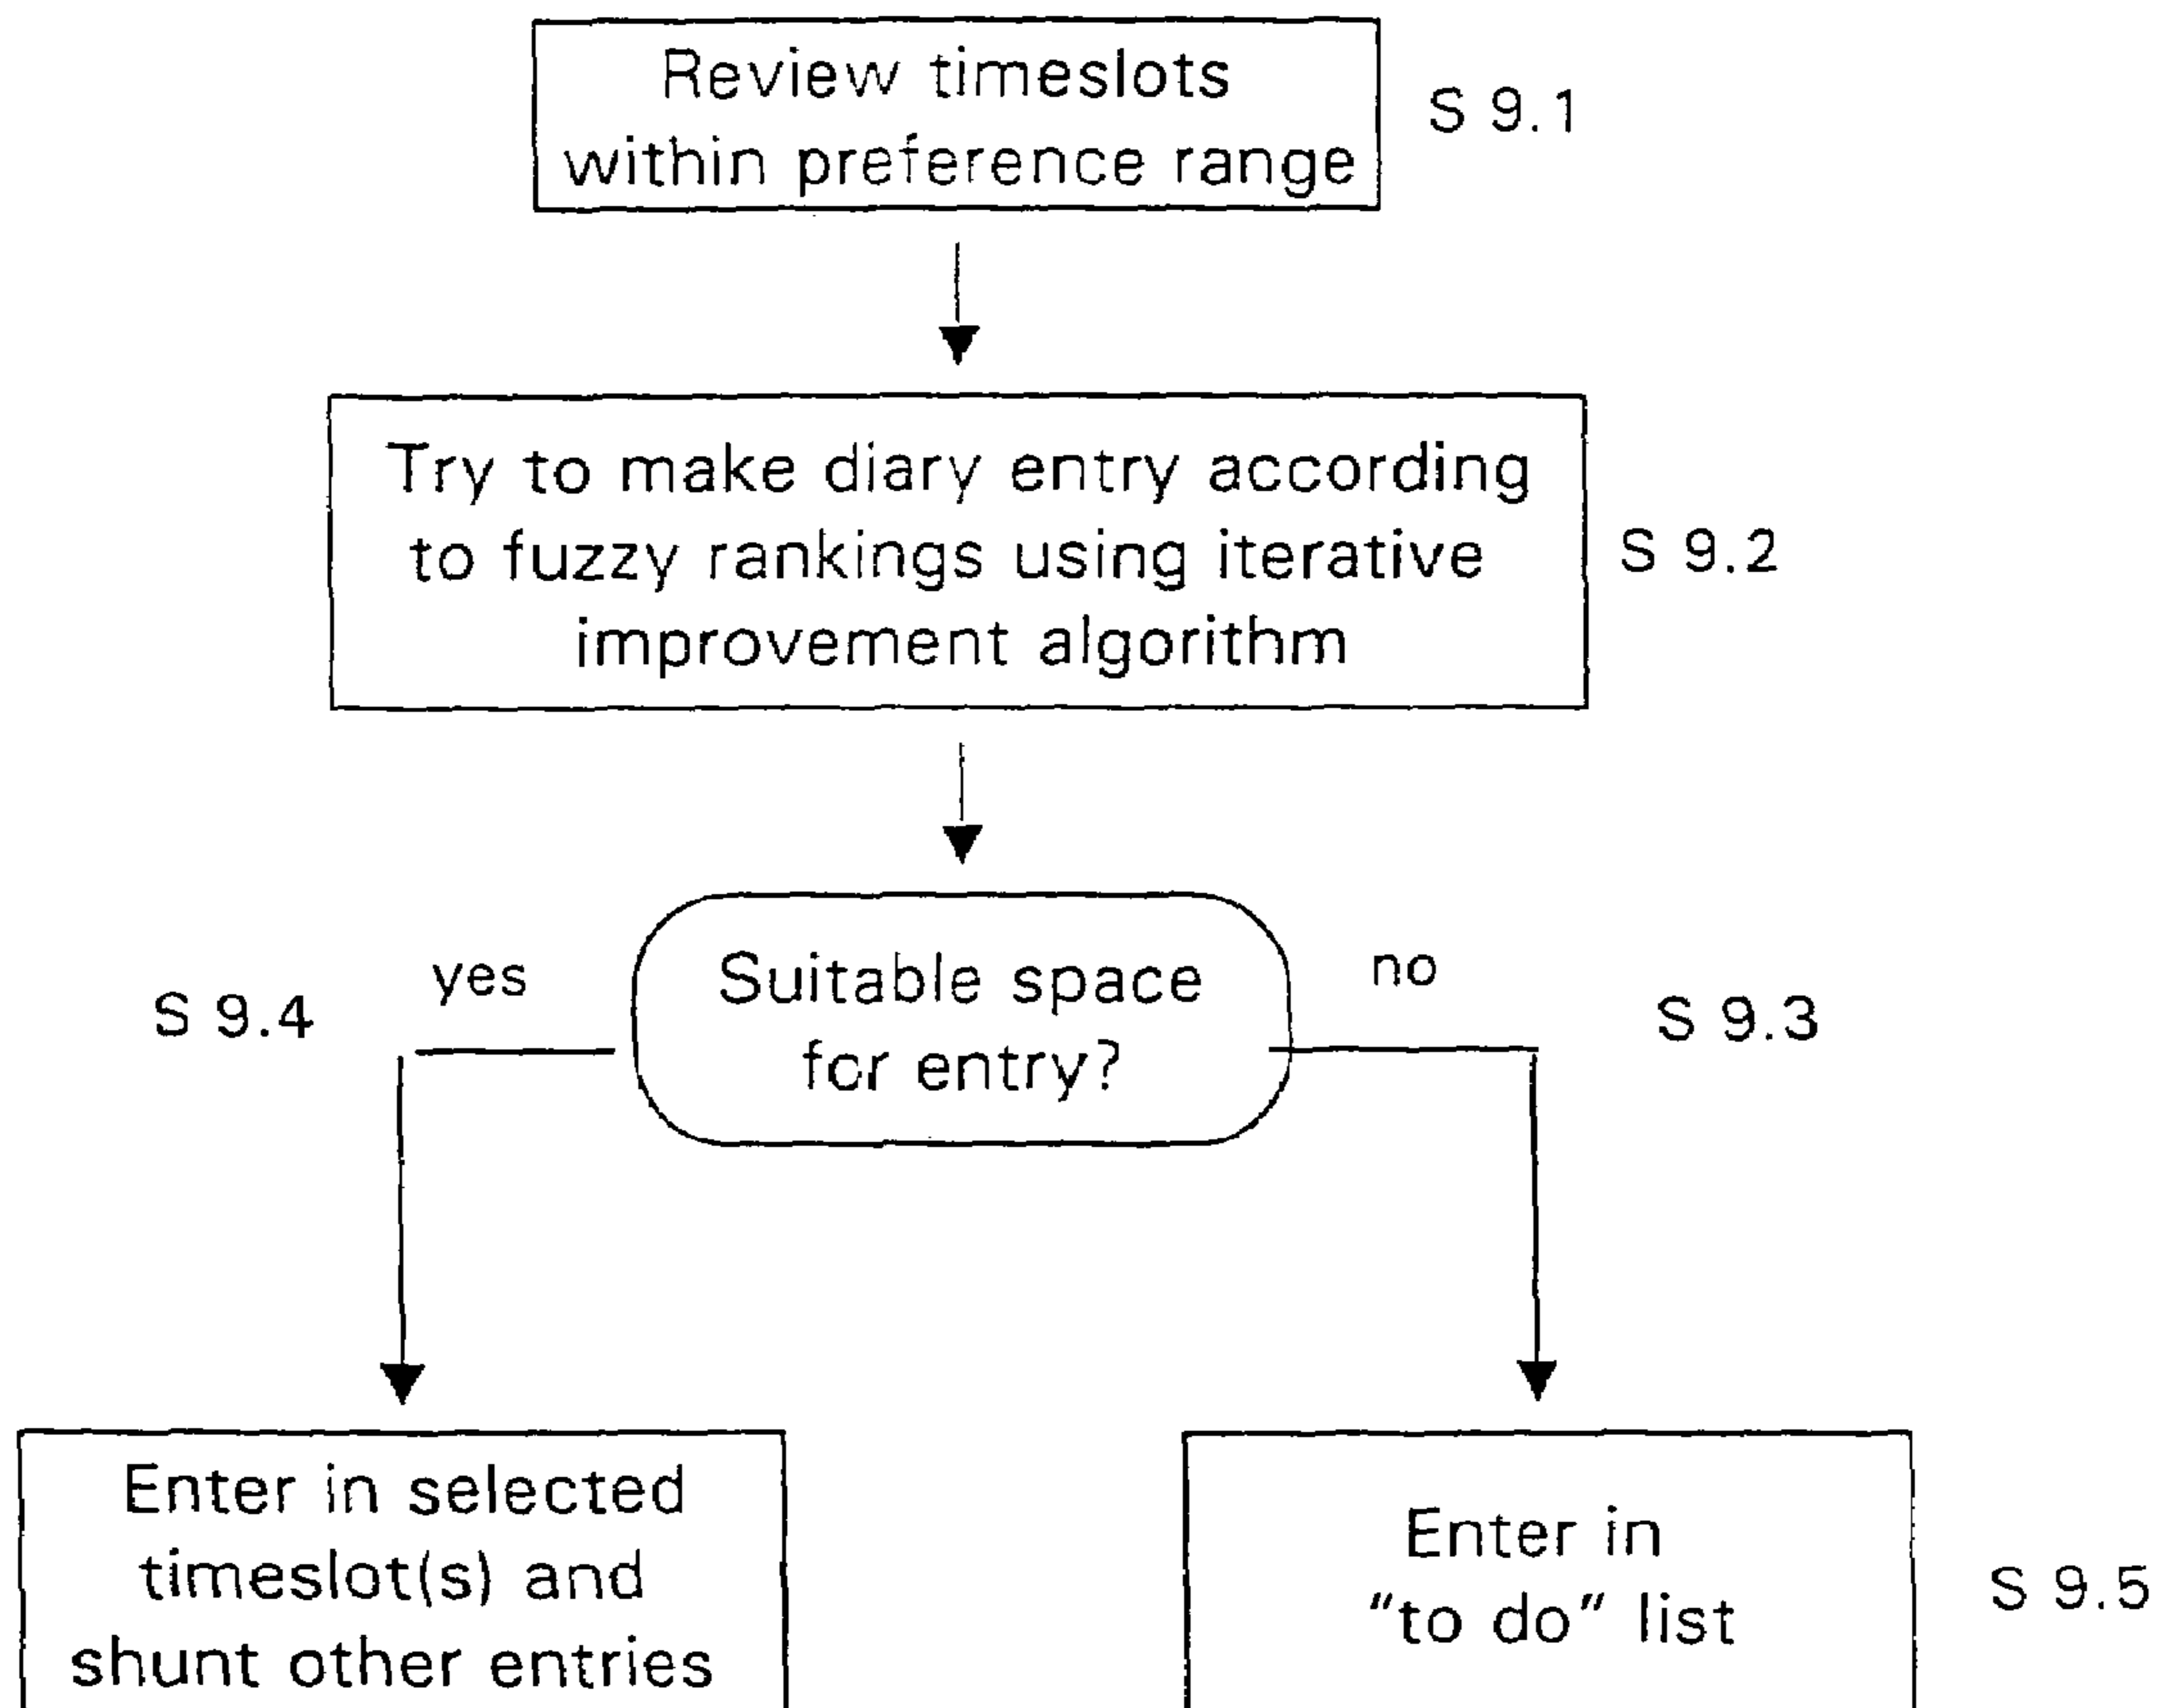 Review timeslots
within preference range
S 9.1
Try to make diary entry according
to fuzzy rankings using iterative
improvement algorithm
S 9.2
yes
Suitable space
for entry?
no
S 9.4
S 9.3
Enter in selected
timeslot(s) and
shunt other entries
Enter in
"to do" list
S 9.5